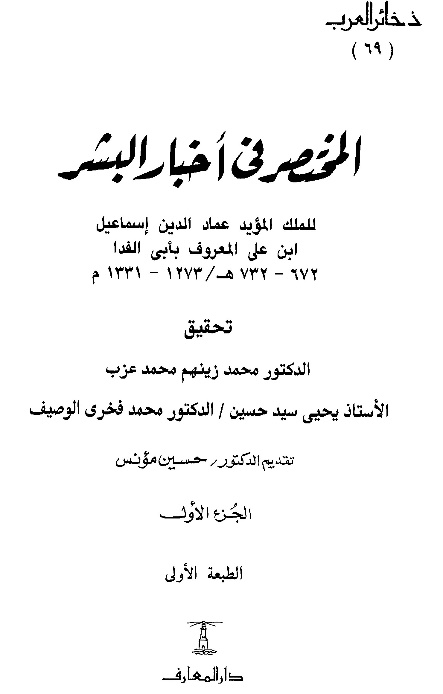 ذخائر العرب
( ٦٩ )
المختصر فى أخبار البشر
للملك المؤيد عماد الدين إسماعيل
ابن على المعروف بأبى الفدا
٦٧٢ - ٧٣٢ هـ/ ١٢٧٣ - ١٣٣١ م
تحقيق
الدكتور محمد زينهم محمد عزب
الأستاذ يحيى سيد حسين / الدكتور محمد فخرى الوصيف
تقديم الدكتور/ حسين مؤنس
الجزء الأول
الطبعة الأولى
دار المعارف